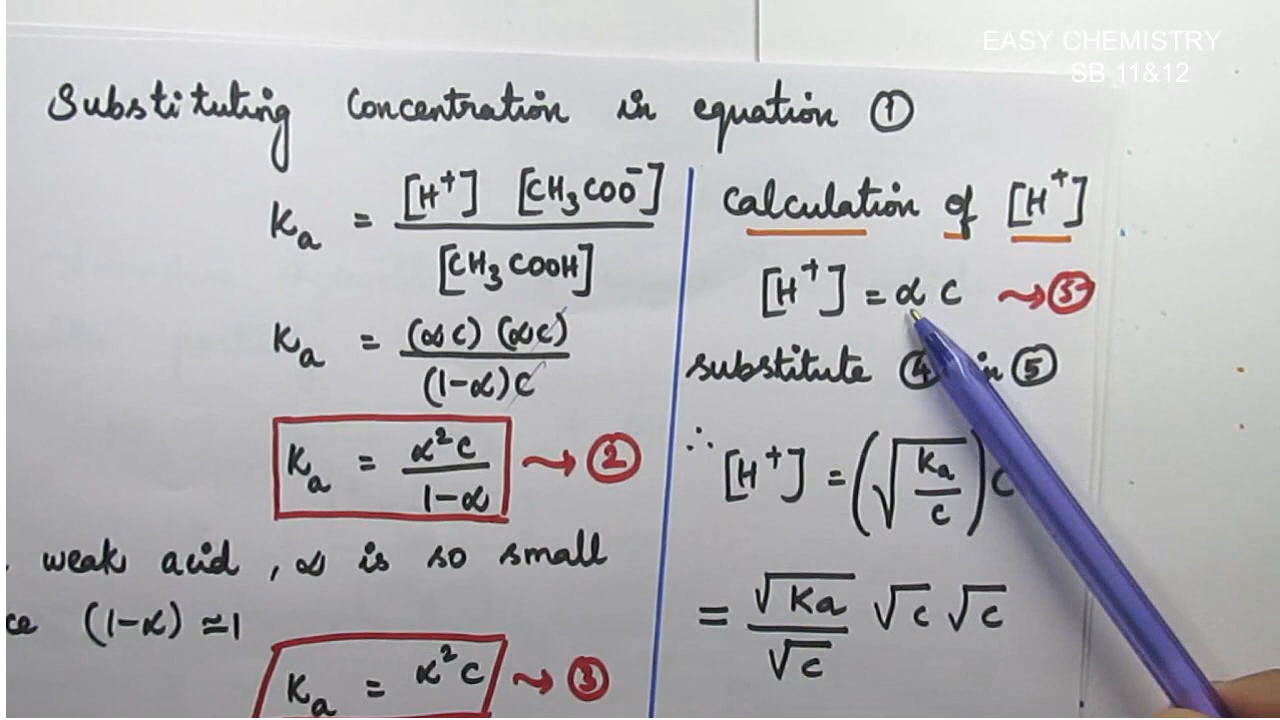 EASY CHEMISTRY
SB 11&12
Substituting concentration in equation ①
Ka = [H⁺] [CH₃COO⁻] / [CH₃COOH]
Ka = (αc) (αc) / (1-α)c
Ka = α²c / 1-α → ②
weak acid, α is so small
ce (1-α) ≃ 1
Ka = α²c → ③
calculation of [H⁺]
[H⁺] = αc → ⑤
substitute ④ in ⑤
∴ [H⁺] = (√(Ka/c)) c
= √Ka / √c √c √c